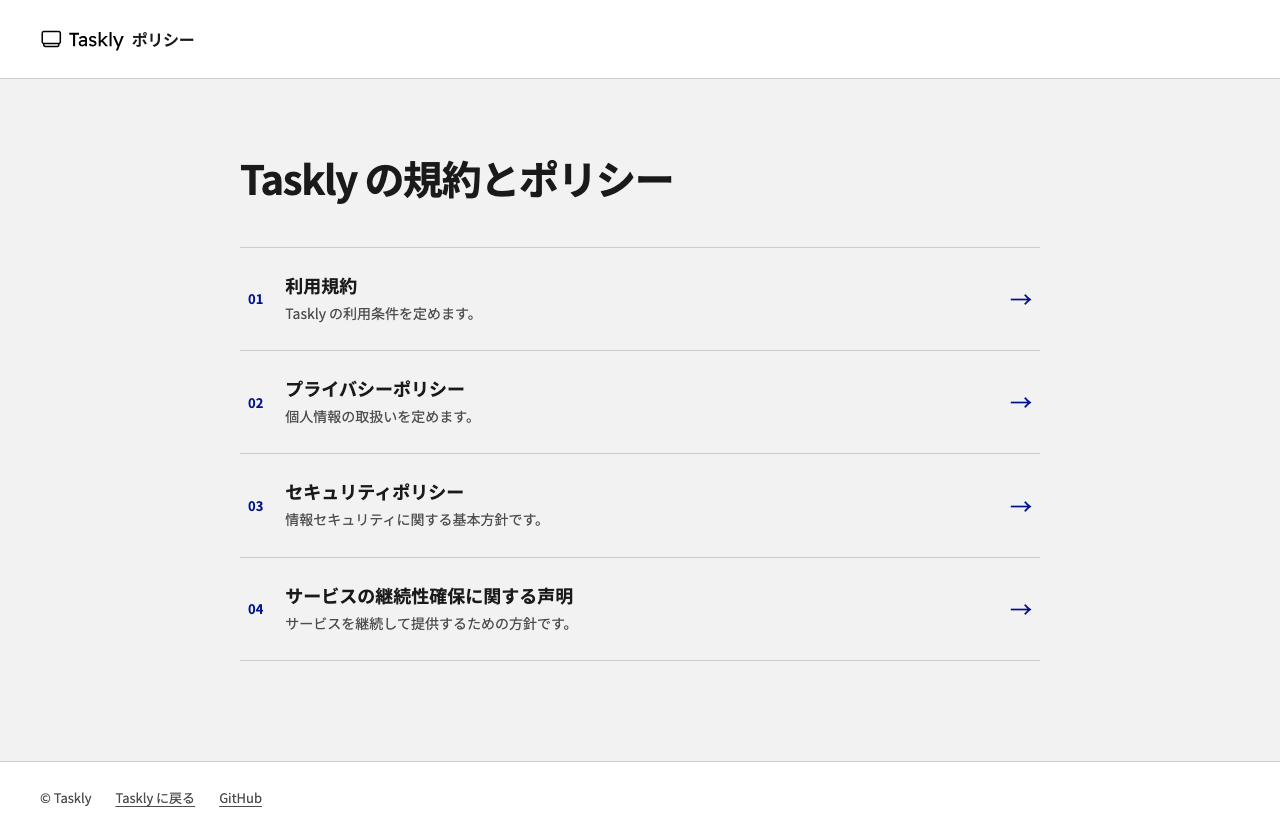 Taskly ポリシー
Taskly の規約とポリシー
01
利用規約
Taskly の利用条件を定めます。
→
02
プライバシーポリシー
個人情報の取扱いを定めます。
→
03
セキュリティポリシー
情報セキュリティに関する基本方針です。
→
04
サービスの継続性確保に関する声明
サービスを継続して提供するための方針です。
→
© Taskly Taskly に戻る GitHub